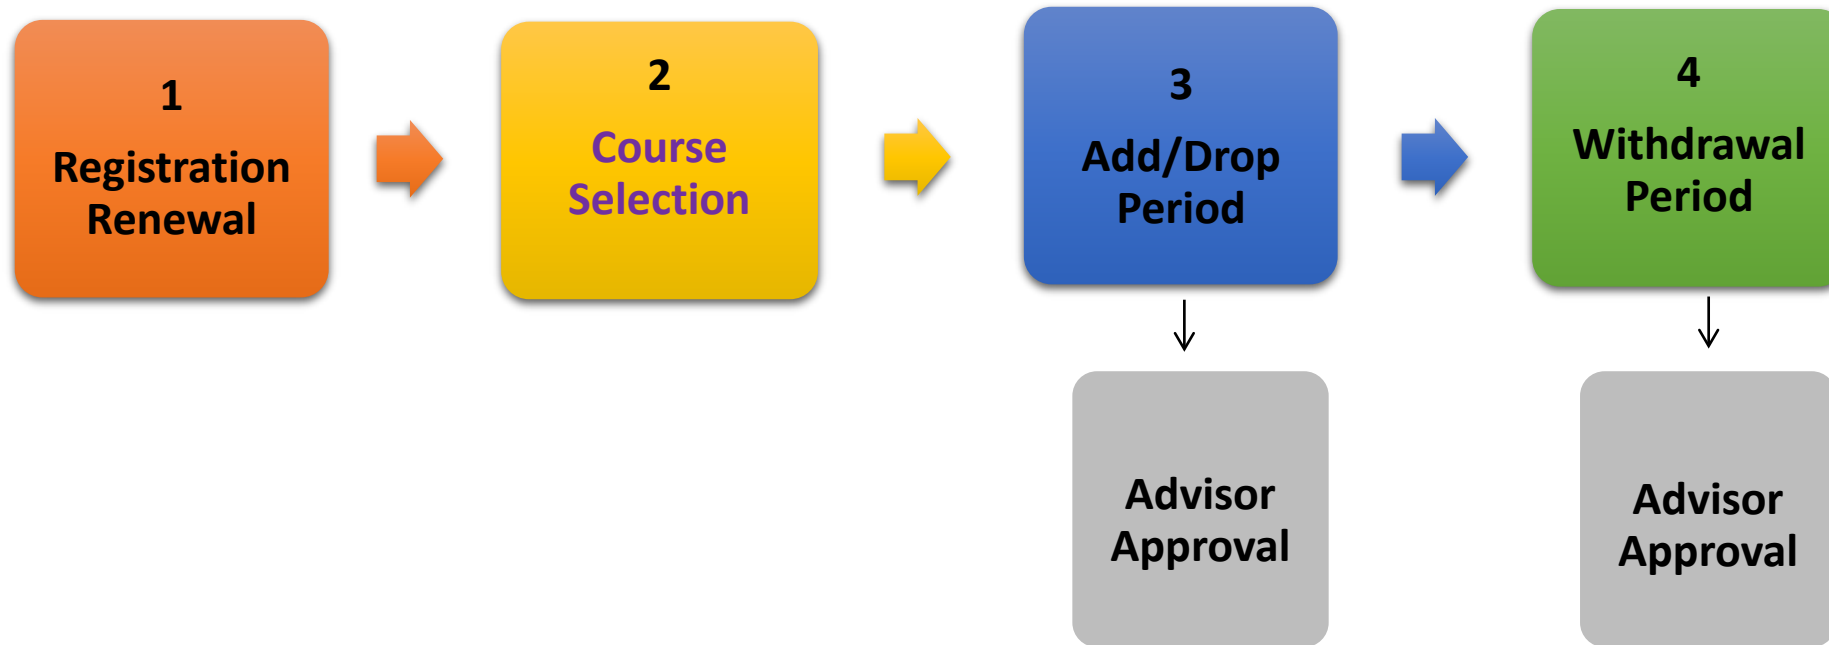 1
Registration
Renewal
2
Course
Selection
3
Add/Drop
Period
4
Withdrawal
Period
Advisor
Approval
Advisor
Approval